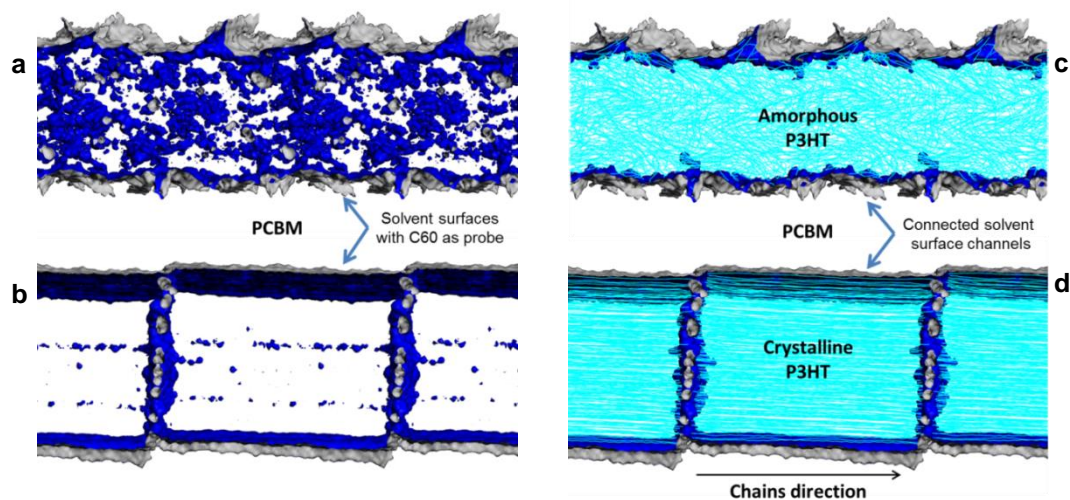 a
c
Amorphous
P3HT
Solvent surfaces
with C60 as probe
PCBM
PCBM
Connected solvent
surface channels
b
d
Crystalline
P3HT
Chains direction